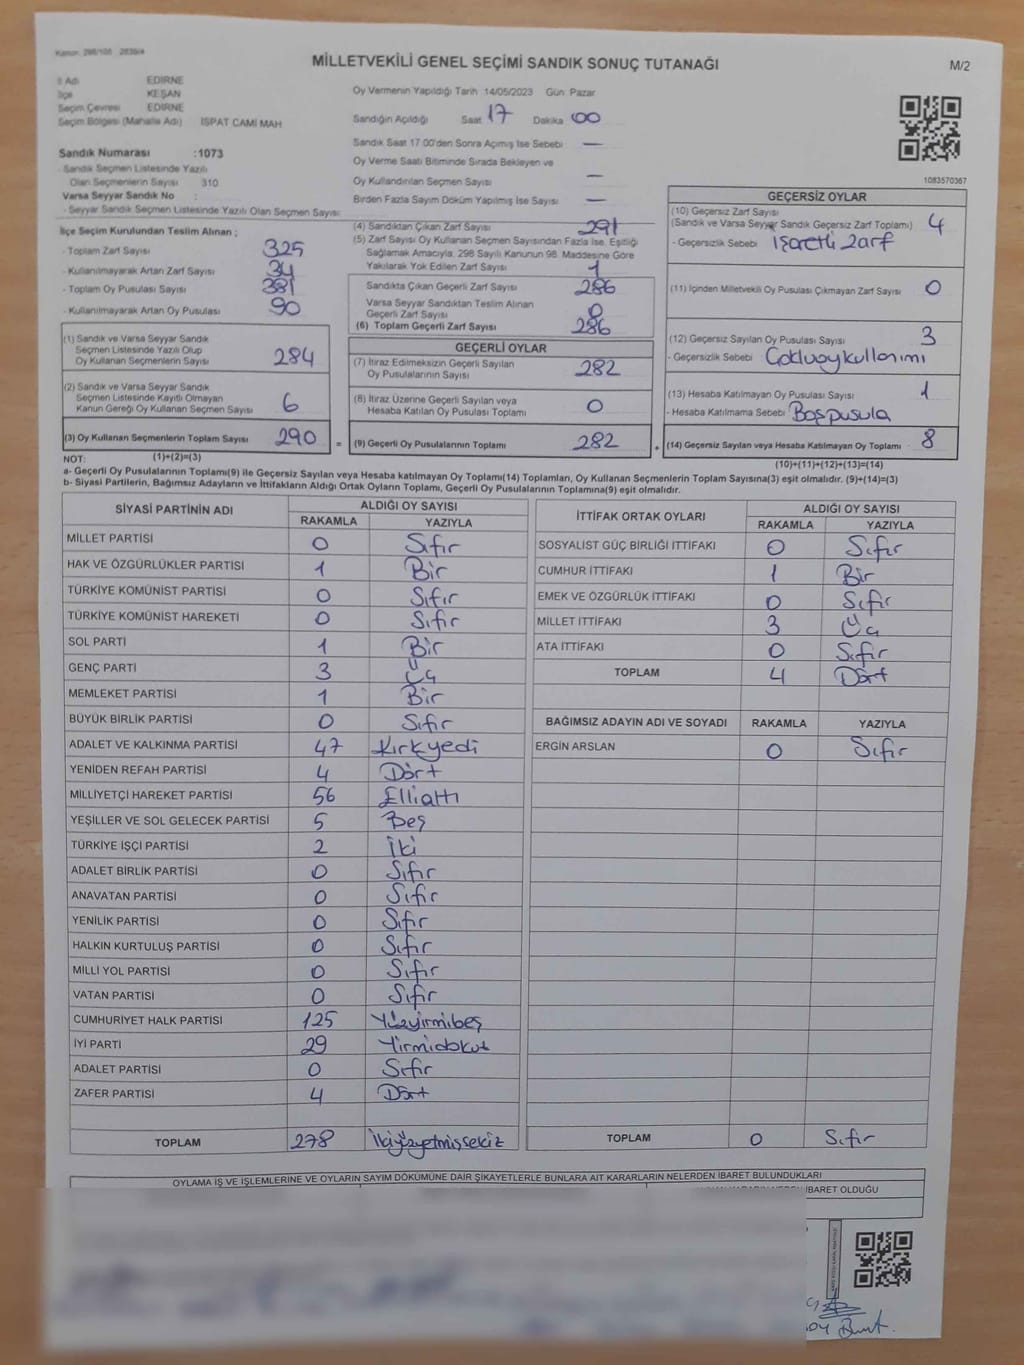 Kanun: 298/105 2839/4
MİLLETVEKİLİ GENEL SEÇİMİ SANDIK SONUÇ TUTANAĞI
M/2
İl Adı EDİRNE
İlçe KEŞAN
Seçim Çevresi EDİRNE
Seçim Bölgesi (Mahalle Adı) İSPAT CAMİ MAH
Sandık Numarası :1073
- Sandık Seçmen Listesinde Yazılı
Olan Seçmenlerin Sayısı 310
Varsa Seyyar Sandık No :
- Seyyar Sandık Seçmen Listesinde Yazılı Olan Seçmen Sayısı:
Oy Vermenin Yapıldığı Tarih :14/05/2023 Gün: Pazar
Sandığın Açıldığı Saat 17 Dakika 00
Sandık Saat 17.00'den Sonra Açımış İse Sebebi —
Oy Verme Saati Bitiminde Sırada Bekleyen ve
Oy Kullandırılan Seçmen Sayısı —
Birden Fazla Sayım Döküm Yapılmış İse Sayısı —
1083570367
İlçe Seçim Kurulundan Teslim Alınan ;
- Toplam Zarf Sayısı 325
- Kullanılmayarak Artan Zarf Sayısı 34
- Toplam Oy Pusulası Sayısı 381
- Kullanılmayarak Artan Oy Pusulası 90
(4) Sandıktan Çıkan Zarf Sayısı 291
(5) Zarf Sayısı Oy Kullanan Seçmen Sayısından Fazla İse, Eşitliği
Sağlamak Amacıyla, 298 Sayılı Kanunun 98. Maddesine Göre
Yakılarak Yok Edilen Zarf Sayısı 1
Sandıkta Çıkan Geçerli Zarf Sayısı 286
Varsa Seyyar Sandıktan Teslim Alınan
Geçerli Zarf Sayısı 0
(6) Toplam Geçerli Zarf Sayısı 286
GEÇERSİZ OYLAR
(10) Geçersiz Zarf Sayısı
(Sandık ve Varsa Seyyar Sandık Geçersiz Zarf Toplamı) 4
- Geçersizlik Sebebi İşaretli zarf
(11) İçinden Milletvekili Oy Pusulası Çıkmayan Zarf Sayısı 0
(12) Geçersiz Sayılan Oy Pusulası Sayısı 3
- Geçersizlik Sebebi Çokluoykullanımı
(13) Hesaba Katılmayan Oy Pusulası Sayısı 1
- Hesaba Katılmama Sebebi Boşpusula
(14) Geçersiz Sayılan veya Hesaba Katılmayan Oy Toplamı 8
(10)+(11)+(12)+(13)=(14)
(1) Sandık ve Varsa Seyyar Sandık
Seçmen Listesinde Yazılı Olup
Oy Kullanan Seçmenlerin Sayısı 284
(2) Sandık ve Varsa Seyyar Sandık
Seçmen Listesinde Kayıtlı Olmayan
Kanun Gereği Oy Kullanan Seçmen Sayısı 6
(3) Oy Kullanan Seçmenlerin Toplam Sayısı 290 =
GEÇERLİ OYLAR
(7) İtiraz Edilmeksizin Geçerli Sayılan
Oy Pusulalarının Sayısı 282
(8) İtiraz Üzerine Geçerli Sayılan veya
Hesaba Katılan Oy Pusulası Toplamı 0
(9) Geçerli Oy Pusulalarının Toplamı 282 +
NOT: (1)+(2)=(3)
a- Geçerli Oy Pusulalarının Toplamı(9) ile Geçersiz Sayılan veya Hesaba katılmayan Oy Toplamı(14) Toplamları, Oy Kullanan Seçmenlerin Toplam Sayısına(3) eşit olmalıdır. (9)+(14)=(3)
b- Siyasi Partilerin, Bağımsız Adayların ve İttifakların Aldığı Ortak Oyların Toplamı, Geçerli Oy Pusulalarının Toplamına(9) eşit olmalıdır.
SİYASİ PARTİNİN ADI ALDIĞI OY SAYISI
RAKAMLA YAZIYLA
MİLLET PARTİSİ 0 Sıfır
HAK VE ÖZGÜRLÜKLER PARTİSİ 1 Bir
TÜRKİYE KOMÜNİST PARTİSİ 0 Sıfır
TÜRKİYE KOMÜNİST HAREKETİ 0 Sıfır
SOL PARTİ 1 Bir
GENÇ PARTİ 3 Üç
MEMLEKET PARTİSİ 1 Bir
BÜYÜK BİRLİK PARTİSİ 0 Sıfır
ADALET VE KALKINMA PARTİSİ 47 Kırkyedi
YENİDEN REFAH PARTİSİ 4 Dört
MİLLİYETÇİ HAREKET PARTİSİ 56 Elliattı
YEŞİLLER VE SOL GELECEK PARTİSİ 5 Beş
TÜRKİYE İŞÇİ PARTİSİ 2 İki
ADALET BİRLİK PARTİSİ 0 Sıfır
ANAVATAN PARTİSİ 0 Sıfır
YENİLİK PARTİSİ 0 Sıfır
HALKIN KURTULUŞ PARTİSİ 0 Sıfır
MİLLİ YOL PARTİSİ 0 Sıfır
VATAN PARTİSİ 0 Sıfır
CUMHURİYET HALK PARTİSİ 125 Yüzyirmibeş
İYİ PARTİ 29 Yirmidokuz
ADALET PARTİSİ 0 Sıfır
ZAFER PARTİSİ 4 Dört
TOPLAM 278 İkiyüzyetmişsekiz
İTTİFAK ORTAK OYLARI ALDIĞI OY SAYISI
RAKAMLA YAZIYLA
SOSYALİST GÜÇ BİRLİĞİ İTTİFAKI 0 Sıfır
CUMHUR İTTİFAKI 1 Bir
EMEK VE ÖZGÜRLÜK İTTİFAKI 0 Sıfır
MİLLET İTTİFAKI 3 Üç
ATA İTTİFAKI 0 Sıfır
TOPLAM 4 Dört
BAĞIMSIZ ADAYIN ADI VE SOYADI RAKAMLA YAZIYLA
ERGİN ARSLAN 0 Sıfır
TOPLAM 0 Sıfır
OYLAMA İŞ VE İŞLEMLERİNE VE OYLARIN SAYIM DÖKÜMÜNE DAİR ŞİKAYETLERLE BUNLARA AİT KARARLARIN NELERDEN İBARET BULUNDUKLARI
İBARET OLDUĞU